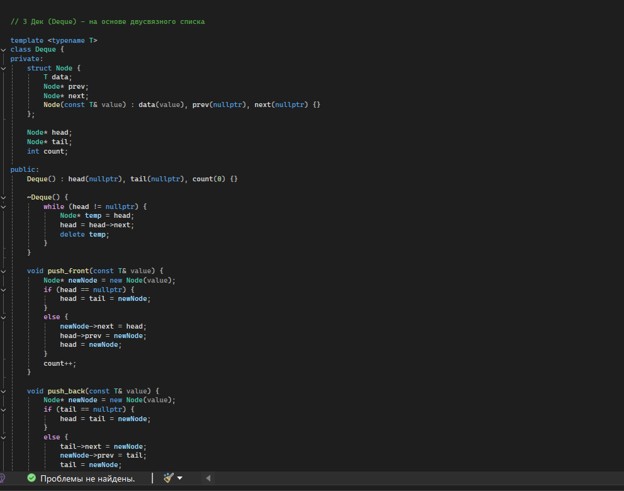 // 3 Дек (Deque) - на основе двусвязного списка
template <typename T>
class Deque {
private:
    struct Node {
        T data;
        Node* prev;
        Node* next;
        Node(const T& value) : data(value), prev(nullptr), next(nullptr) {}
    };
    Node* head;
    Node* tail;
    int count;
public:
    Deque() : head(nullptr), tail(nullptr), count(0) {}
    ~Deque() {
        while (head != nullptr) {
            Node* temp = head;
            head = head->next;
            delete temp;
        }
    }
    void push_front(const T& value) {
        Node* newNode = new Node(value);
        if (head == nullptr) {
            head = tail = newNode;
        }
        else {
            newNode->next = head;
            head->prev = newNode;
            head = newNode;
        }
        count++;
    }
    void push_back(const T& value) {
        Node* newNode = new Node(value);
        if (tail == nullptr) {
            head = tail = newNode;
        }
        else {
            tail->next = newNode;
            newNode->prev = tail;
            tail = newNode;
Проблемы не найдены.